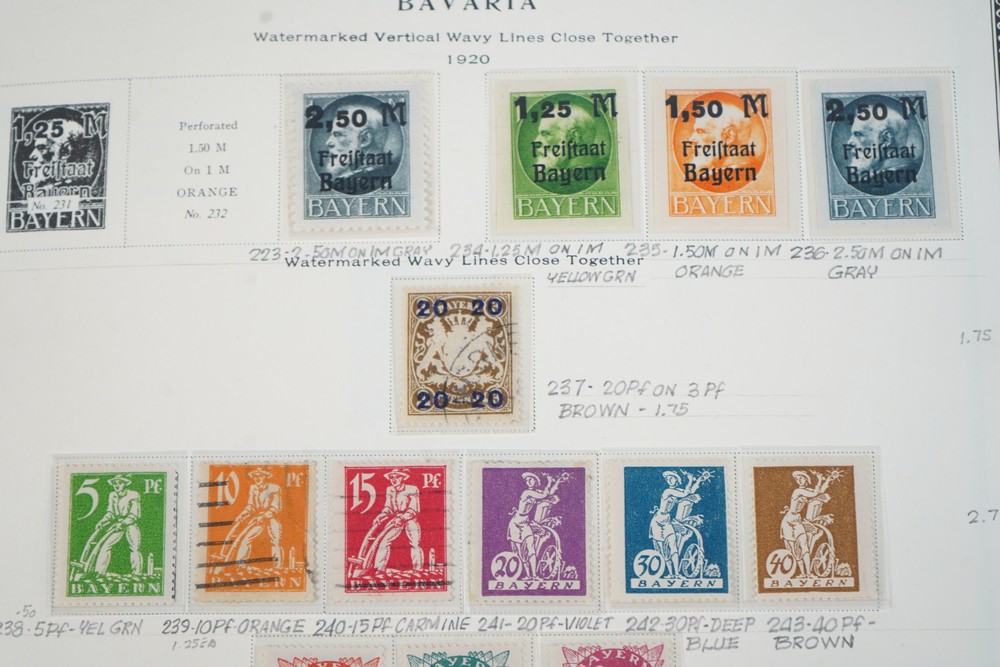 BAVARIA
Watermarked Vertical Wavy Lines Close Together
1920
1,25 M
Freiſtaat
Bayern
No. 231
BAYERN
Perforated
1.50 M
On 1 M
ORANGE
No. 232
2,50 M
Freiſtaat
Bayern
BAYERN
1,25 M
Freiſtaat
Bayern
BAYERN
1,50 M
Freiſtaat
Bayern
BAYERN
2,50 M
Freiſtaat
Bayern
BAYERN
223-2.50M ON 1M GRAY
234-1.25M ON 1M
YELLOW GRN
235-1.50M ON 1M
ORANGE
236-2.50M ON 1M
GRAY
Watermarked Wavy Lines Close Together
20 20
BAYERN
20 20
237-20Pf ON 3Pf
BROWN-1.75
1.75
5 Pf
BAYERN
10 Pf
BAYERN
15 Pf
BAYERN
20
BAYERN
30
BAYERN
40
BAYERN
2.7
.50
238-5Pf-YEL GRN
239-10Pf-ORANGE
1.25EA
240-15Pf CARMINE
241-20Pf-VIOLET
242-30Pf-DEEP
BLUE
243-40Pf-
BROWN